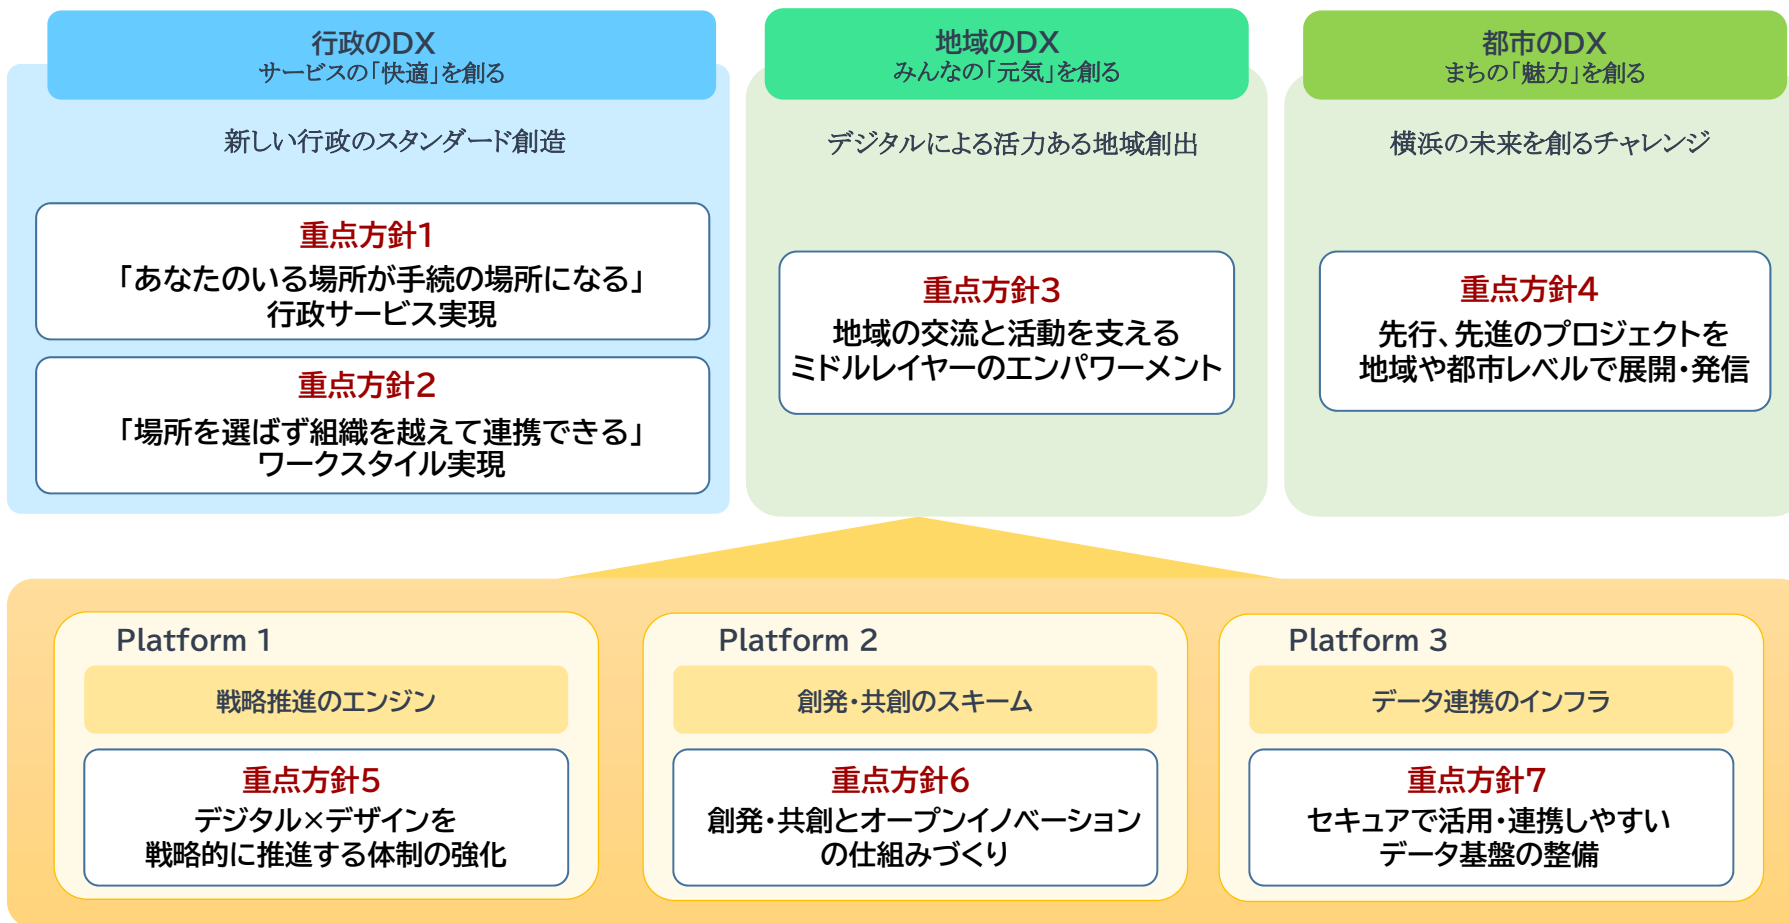 行政のDX
サービスの「快適」を創る
新しい行政のスタンダード創造
重点方針1
「あなたのいる場所が手続の場所になる」
行政サービス実現
重点方針2
「場所を選ばず組織を越えて連携できる」
ワークスタイル実現
地域のDX
みんなの「元気」を創る
デジタルによる活力ある地域創出
重点方針3
地域の交流と活動を支える
ミドルレイヤーのエンパワーメント
都市のDX
まちの「魅力」を創る
横浜の未来を創るチャレンジ
重点方針4
先行、先進のプロジェクトを
地域や都市レベルで展開・発信
Platform 1
戦略推進のエンジン
重点方針5
デジタル×デザインを
戦略的に推進する体制の強化
Platform 2
創発・共創のスキーム
重点方針6
創発・共創とオープンイノベーション
の仕組みづくり
Platform 3
データ連携のインフラ
重点方針7
セキュアで活用・連携しやすい
データ基盤の整備